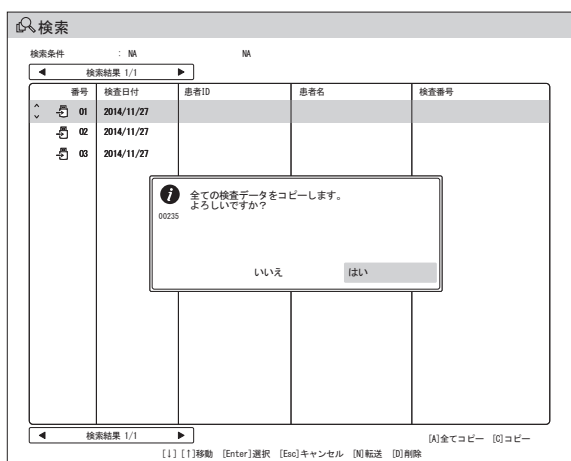 検索
検索条件 : NA NA
◀ 検索結果 1/1 ▶
番号 検査日付 患者ID 患者名 検査番号
01 2014/11/27
02 2014/11/27
03 2014/11/27
全ての検査データをコピーします。
よろしいですか?
00235
いいえ はい
◀ 検索結果 1/1 ▶
[A]全てコピー [C]コピー
[↓][↑]移動 [Enter]選択 [Esc]キャンセル [N]転送 [D]削除